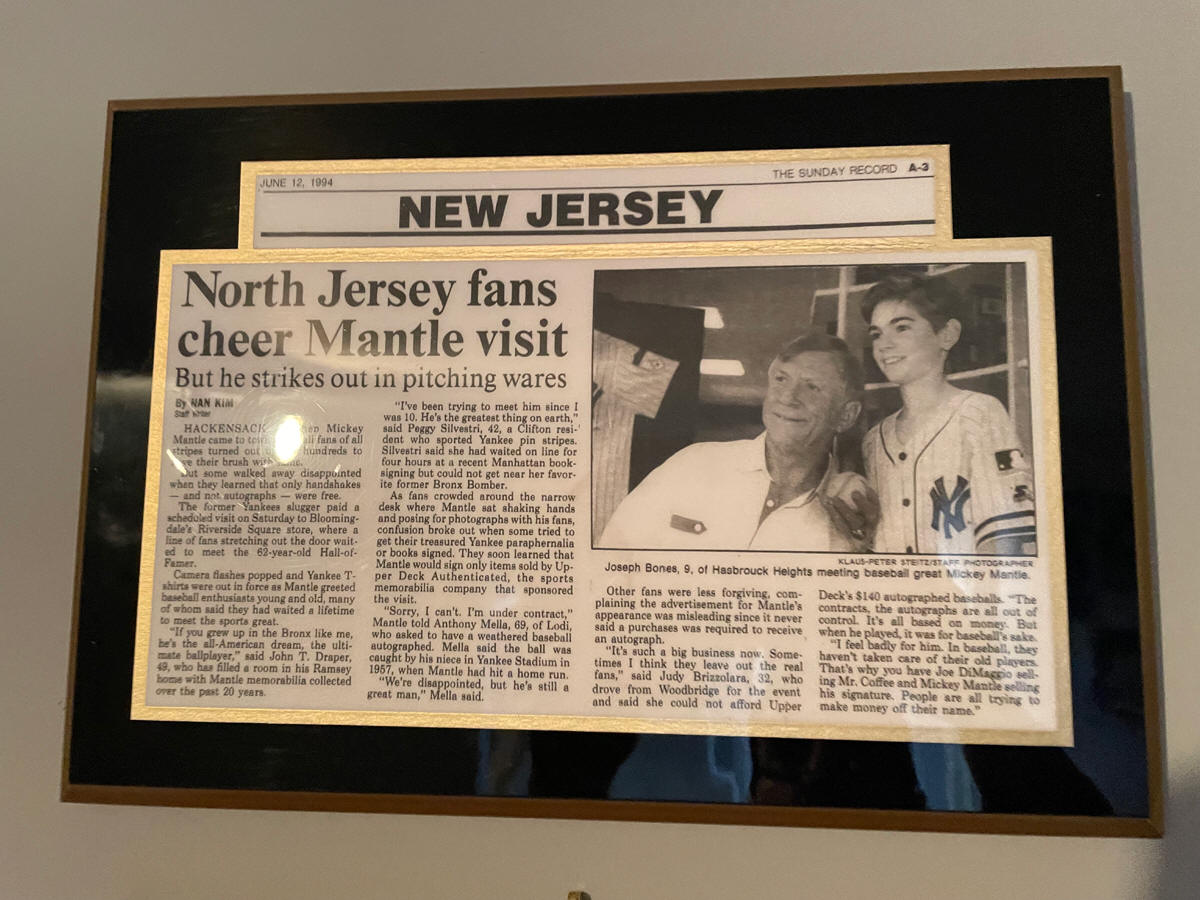 JUNE 12, 1994
THE SUNDAY RECORD A-3
NEW JERSEY
North Jersey fans
cheer Mantle visit
But he strikes out in pitching wares
By NAN KIM
Staff Writer
HACKENSACK Mickey
Mantle came to all fans of all
stripes turned out hundreds to
their brush with
But some walked away disappointed
when they learned that only handshakes
— and not autographs — were free.
The former Yankees slugger paid a
scheduled visit on Saturday to Blooming-
dale's Riverside Square store, where a
line of fans stretching out the door wait-
ed to meet the 62-year-old Hall-of-
Famer.
Camera flashes popped and Yankee T-
shirts were out in force as Mantle greeted
baseball enthusiasts young and old, many
of whom said they had waited a lifetime
to meet the sports great.
"If you grew up in the Bronx like me,
he's the all-American dream, the ulti-
mate ballplayer," said John T. Draper,
49, who has filled a room in his Ramsey
home with Mantle memorabilia collected
over the past 20 years.
"I've been trying to meet him since I
was 10. He's the greatest thing on earth,"
said Peggy Silvestri, 42, a Clifton resi-
dent who sported Yankee pin stripes.
Silvestri said she had waited on line for
four hours at a recent Manhattan book-
signing but could not get near her favor-
ite former Bronx Bomber.
As fans crowded around the narrow
desk where Mantle sat shaking hands
and posing for photographs with his fans,
confusion broke out when some tried to
get their treasured Yankee paraphernalia
or books signed. They soon learned that
Mantle would sign only items sold by Up-
per Deck Authenticated, the sports
memorabilia company that sponsored
the visit.
"Sorry, I can't. I'm under contract,"
Mantle told Anthony Mella, 69, of Lodi,
who asked to have a weathered baseball
autographed. Mella said the ball was
caught by his niece in Yankee Stadium in
1957, when Mantle had hit a home run.
"We're disappointed, but he's still a
great man," Mella said.
NY
KLAUS-PETER STEITZ/STAFF PHOTOGRAPHER
Joseph Bones, 9, of Hasbrouck Heights meeting baseball great Mickey Mantle.
Other fans were less forgiving, com-
plaining the advertisement for Mantle's
appearance was misleading since it never
said a purchases was required to receive
an autograph.
"It's such a big business now. Some-
times I think they leave out the real
fans," said Judy Brizzolara, 32, who
drove from Woodbridge for the event
and said she could not afford Upper
Deck's $140 autographed baseballs. "The
contracts, the autographs are all out of
control. It's all based on money. But
when he played, it was for baseball's sake.
"I feel badly for him. In baseball, they
haven't taken care of their old players.
That's why you have Joe DiMaggio sell-
ing Mr. Coffee and Mickey Mantle selling
his signature. People are all trying to
make money off their name."